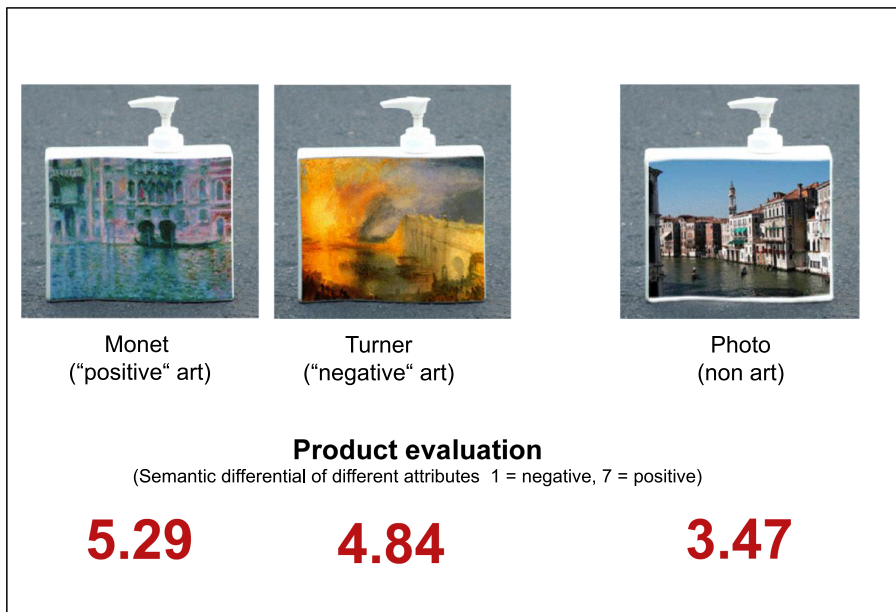 Monet
(“positive“ art)
Turner
(“negative“ art)
Photo
(non art)
Product evaluation
(Semantic differential of different attributes 1 = negative, 7 = positive)
5.29
4.84
3.47